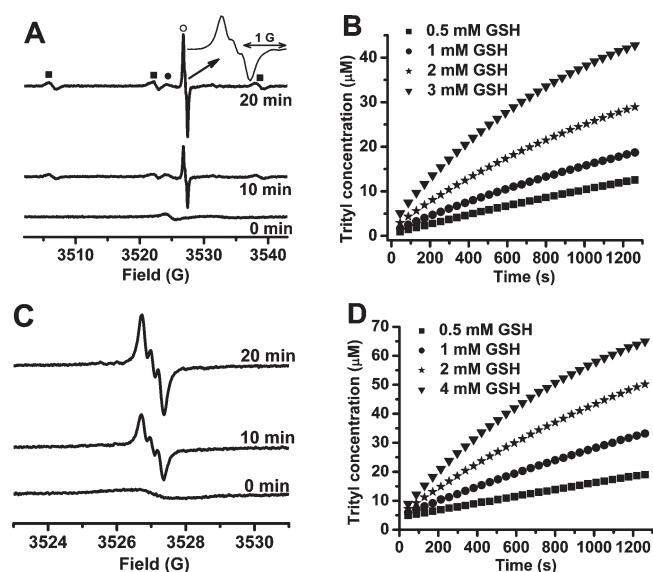 A
1 G
20 min
10 min
0 min
3510 3520 3530 3540
Field (G)
B
0.5 mM GSH
1 mM GSH
2 mM GSH
3 mM GSH
Trityl concentration (μM)
50
40
30
20
10
0
0 200 400 600 800 1000 1200
Time (s)
C
20 min
10 min
0 min
3524 3526 3528 3530
Field (G)
D
0.5 mM GSH
1 mM GSH
2 mM GSH
4 mM GSH
Trityl concentration (μM)
70
60
50
40
30
20
10
0
0 200 400 600 800 1000 1200
Time (s)